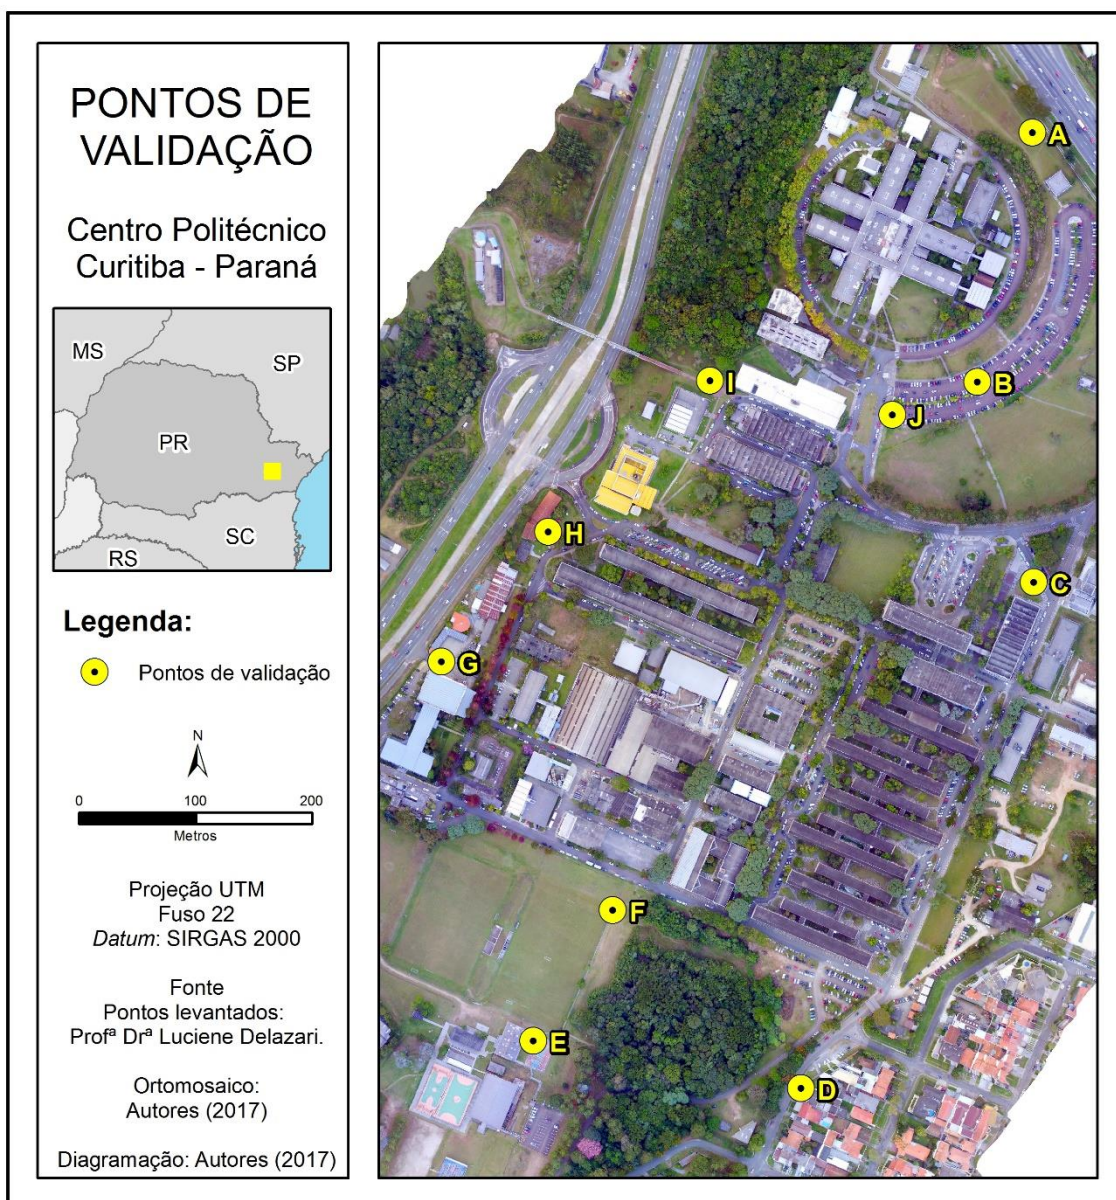 PONTOS DE
VALIDAÇÃO
Centro Politécnico
Curitiba - Paraná
MS
SP
PR
SC
RS
Legenda:
Pontos de validação
N
0 100 200
Metros
Projeção UTM
Fuso 22
Datum: SIRGAS 2000
Fonte
Pontos levantados:
Profª Drª Luciene Delazari.
Ortomosaico:
Autores (2017)
Diagramação: Autores (2017)
A
B
I
J
H
C
G
F
E
D